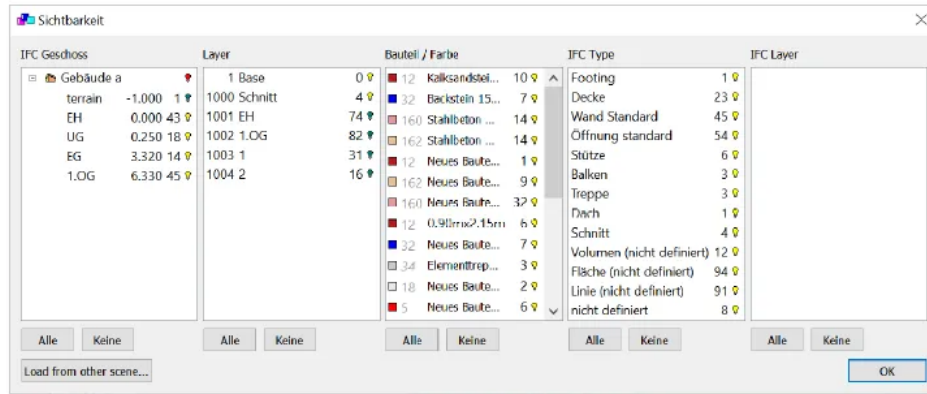 Sichtbarkeit
IFC Geschoss
Gebäude a
terrain -1.000 1
EH 0.000 43
UG 0.250 18
EG 3.320 14
1.OG 6.330 45
Alle Keine
Layer
1 Base 0
1000 Schnitt 4
1001 EH 74
1002 1.OG 82
1003 1 31
1004 2 16
Alle Keine
Bauteil / Farbe
12 Kalksandstei... 10
32 Backstein 15... 7
160 Stahlbeton ... 14
162 Stahlbeton ... 14
12 Neues Baute... 1
162 Neues Baute... 9
160 Neues Baute... 32
12 0.90mx2.15m 6
32 Neues Baute... 7
34 Elementtrep... 3
18 Neues Baute... 2
5 Neues Baute... 6
Alle Keine
IFC Type
Footing 1
Decke 23
Wand Standard 45
Öffnung standard 54
Stütze 6
Balken 3
Treppe 3
Dach 1
Schnitt 4
Volumen (nicht definiert) 12
Fläche (nicht definiert) 94
Linie (nicht definiert) 91
nicht definiert 8
Alle Keine
IFC Layer
Alle Keine
Load from other scene...
OK